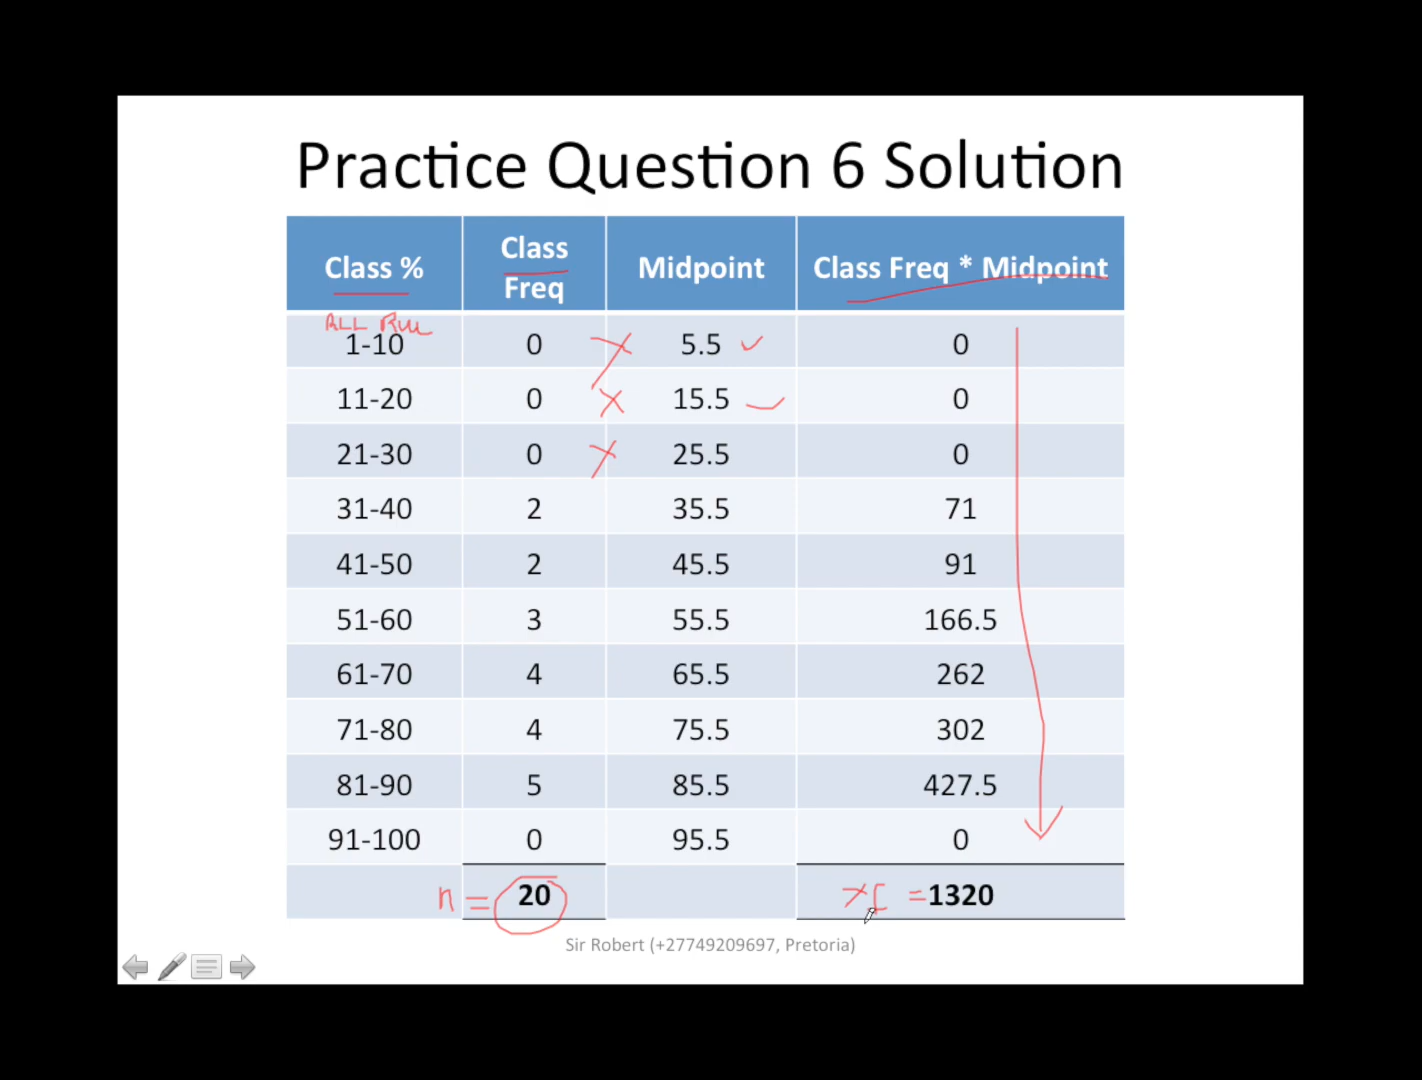 Practice Question 6 Solution
Class % Class Freq Midpoint Class Freq * Midpoint
ALL RUL
1-10 0 5.5 0
11-20 0 15.5 0
21-30 0 25.5 0
31-40 2 35.5 71
41-50 2 45.5 91
51-60 3 55.5 166.5
61-70 4 65.5 262
71-80 4 75.5 302
81-90 5 85.5 427.5
91-100 0 95.5 0
n = 20 = 1320
Sir Robert (+27749209697, Pretoria)